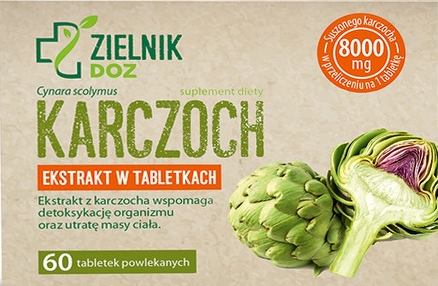 ZIELNIK
DOZ
Cynara scolymus
suplement diety
KARCZOCH
EKSTRAKT W TABLETKACH
Ekstrakt z karczocha wspomaga
detoksykację organizmu
oraz utratę masy ciała.
60 tabletek powlekanych
Suszonego karczocha
8000
mg
w przeliczeniu na 1 tabletkę